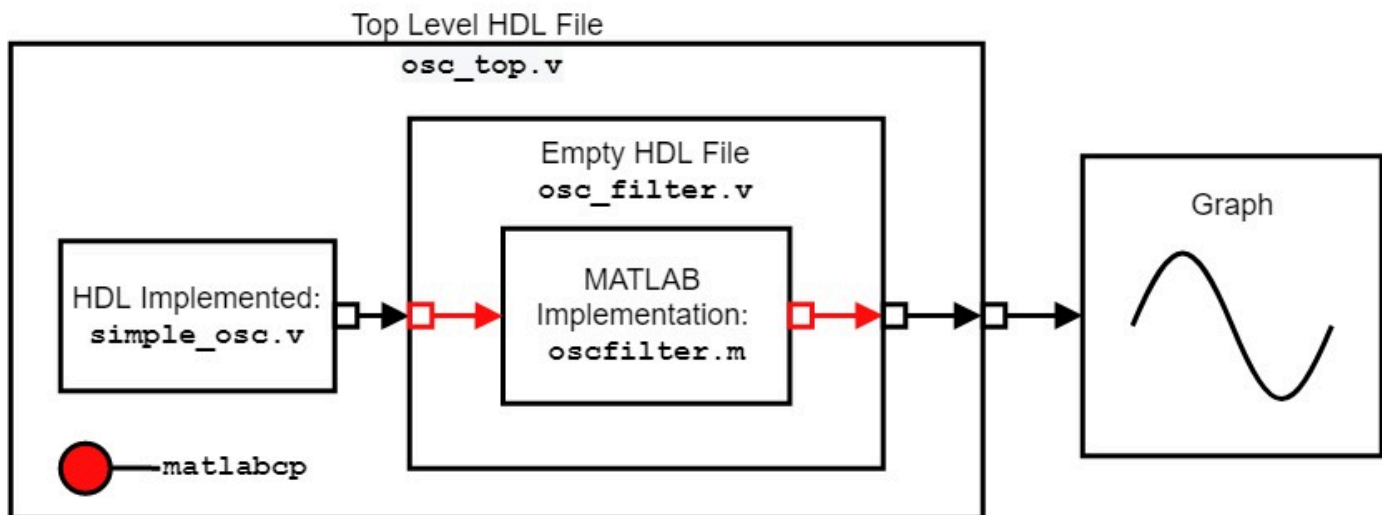 Top Level HDL File
osc_top.v
Empty HDL File
osc_filter.v
Graph
HDL Implemented:
simple_osc.v
MATLAB
Implementation:
oscfilter.m
matlabcp